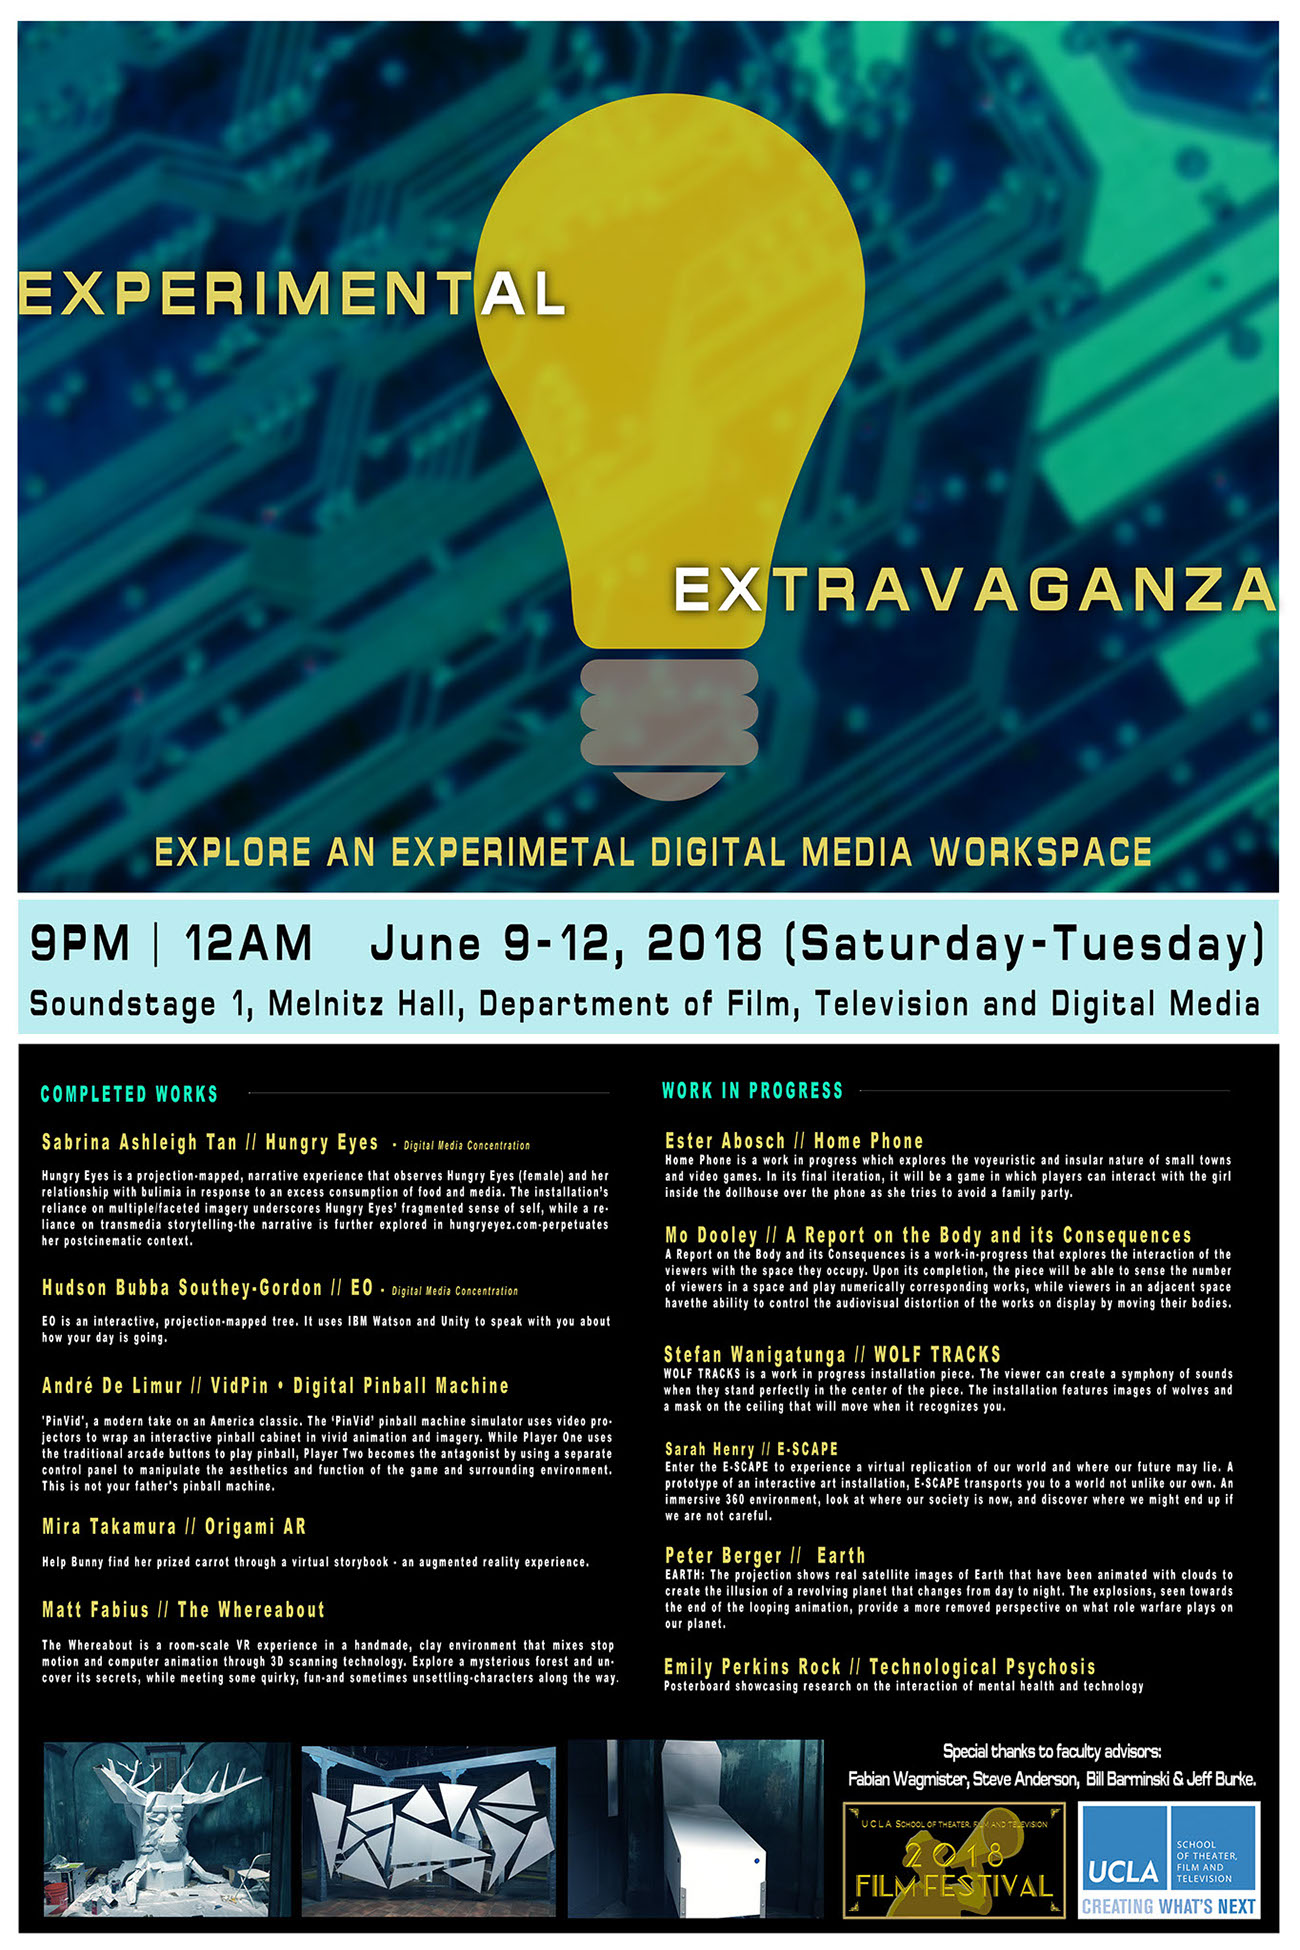 EXPERIMENTAL
EXTRAVAGANZA
EXPLORE AN EXPERIMETAL DIGITAL MEDIA WORKSPACE
9PM | 12AM June 9-12, 2018 (Saturday-Tuesday)
Soundstage 1, Melnitz Hall, Department of Film, Television and Digital Media
COMPLETED WORKS
Sabrina Ashleigh Tan // Hungry Eyes • Digital Media Concentration
Hungry Eyes is a projection-mapped, narrative experience that observes Hungry Eyes (female) and her
relationship with bulimia in response to an excess consumption of food and media. The installation's
reliance on multiple/faceted imagery underscores Hungry Eyes' fragmented sense of self, while a re-
liance on transmedia storytelling-the narrative is further explored in hungryeyez.com-perpetuates
her postcinematic context.
Hudson Bubba Southey-Gordon // EO - Digital Media Concentration
EO is an interactive, projection-mapped tree. It uses IBM Watson and Unity to speak with you about
how your day is going.
André De Limur // VidPin • Digital Pinball Machine
'PinVid', a modern take on an America classic. The 'PinVid' pinball machine simulator uses video pro-
jectors to wrap an interactive pinball cabinet in vivid animation and imagery. While Player One uses
the traditional arcade buttons to play pinball, Player Two becomes the antagonist by using a separate
control panel to manipulate the aesthetics and function of the game and surrounding environment.
This is not your father's pinball machine.
Mira Takamura // Origami AR
Help Bunny find her prized carrot through a virtual storybook - an augmented reality experience.
Matt Fabius // The Whereabout
The Whereabout is a room-scale VR experience in a handmade, clay environment that mixes stop
motion and computer animation through 3D scanning technology. Explore a mysterious forest and un-
cover its secrets, while meeting some quirky, fun-and sometimes unsettling-characters along the way.
WORK IN PROGRESS
Ester Abosch // Home Phone
Home Phone is a work in progress which explores the voyeuristic and insular nature of small towns
and video games. In its final iteration, it will be a game in which players can interact with the girl
inside the dollhouse over the phone as she tries to avoid a family party.
Mo Dooley // A Report on the Body and its Consequences
A Report on the Body and its Consequences is a work-in-progress that explores the interaction of the
viewers with the space they occupy. Upon its completion, the piece will be able to sense the number
of viewers in a space and play numerically corresponding works, while viewers in an adjacent space
havethe ability to control the audiovisual distortion of the works on display by moving their bodies.
Stefan Wanigatunga // WOLF TRACKS
WOLF TRACKS is a work in progress installation piece. The viewer can create a symphony of sounds
when they stand perfectly in the center of the piece. The installation features images of wolves and
a mask on the ceiling that will move when it recognizes you.
Sarah Henry // E-SCAPE
Enter the E-SCAPE to experience a virtual replication of our world and where our future may lie. A
prototype of an interactive art installation, E-SCAPE transports you to a world not unlike our own. An
immersive 360 environment, look at where our society is now, and discover where we might end up if
we are not careful.
Peter Berger // Earth
EARTH: The projection shows real satellite images of Earth that have been animated with clouds to
create the illusion of a revolving planet that changes from day to night. The explosions, seen towards
the end of the looping animation, provide a more removed perspective on what role warfare plays on
our planet.
Emily Perkins Rock // Technological Psychosis
Posterboard showcasing research on the interaction of mental health and technology
Special thanks to faculty advisors:
Fabian Wagmister, Steve Anderson, Bill Barminski & Jeff Burke.
UCLA SCHOOL OF THEATER, FILM AND TELEVISION
2018
FILM FESTIVAL
UCLA
SCHOOL
OF THEATER,
FILM AND
TELEVISION
CREATING WHAT'S NEXT